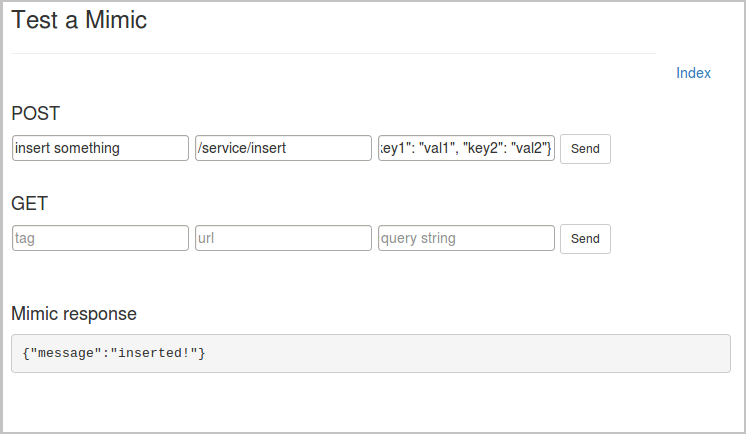 Test a Mimic
Index
POST
insert something /service/insert key1": "val1", "key2": "val2"} Send
GET
tag url query string Send
Mimic response
{"message":"inserted!"}